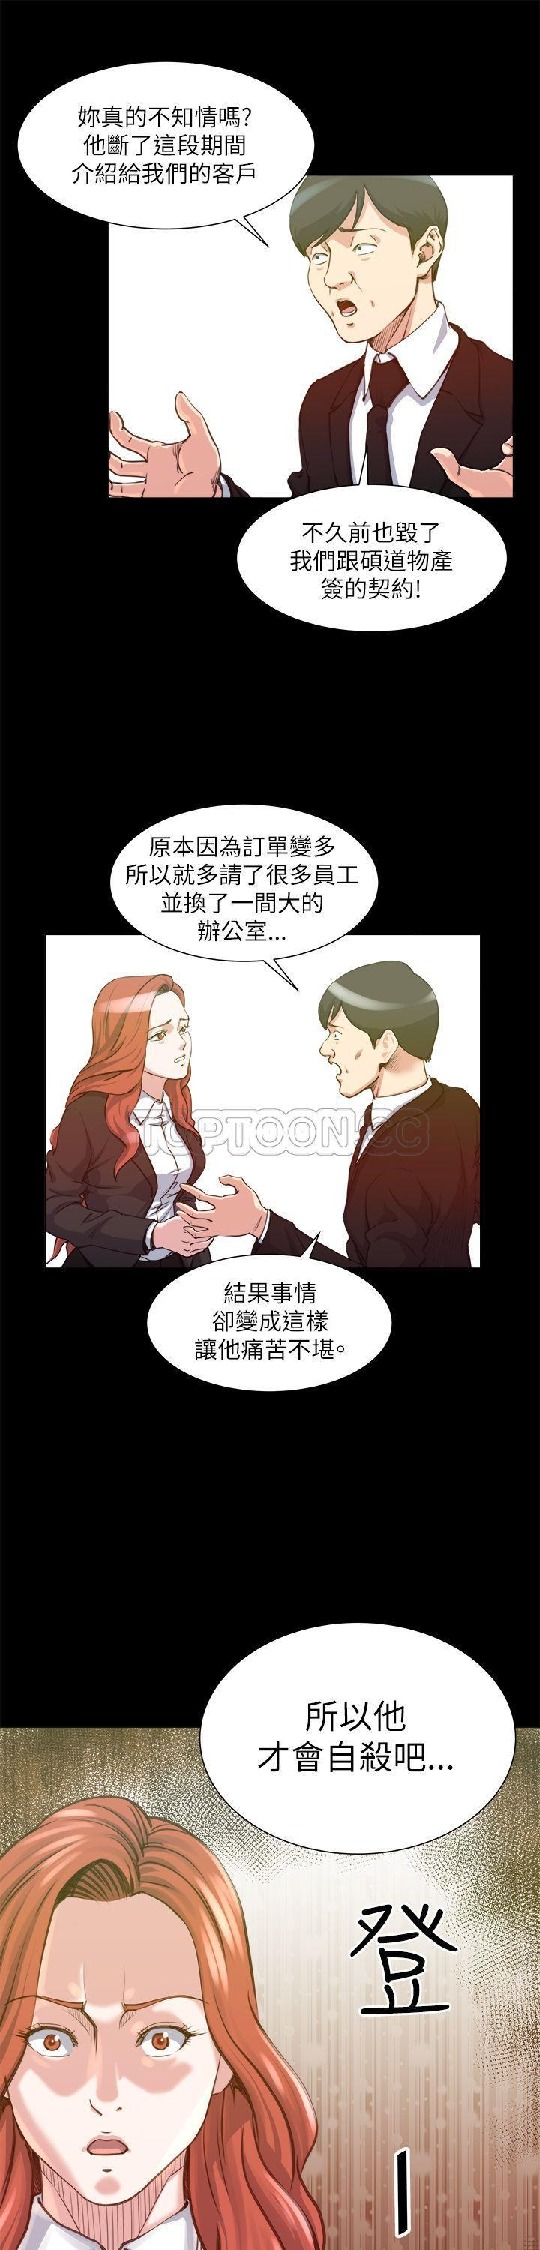 妳真的不知情嗎?
他斷了這段期間
介紹給我們的客戶
不久前也毀了
我們跟碩道物產
簽的契約!
原本因為訂單變多
所以就多請了很多員工
並換了一間大的
辦公室...
TOPTOON.CC
結果事情
卻變成這樣
讓他痛苦不堪。
所以他
才會自殺吧...
登